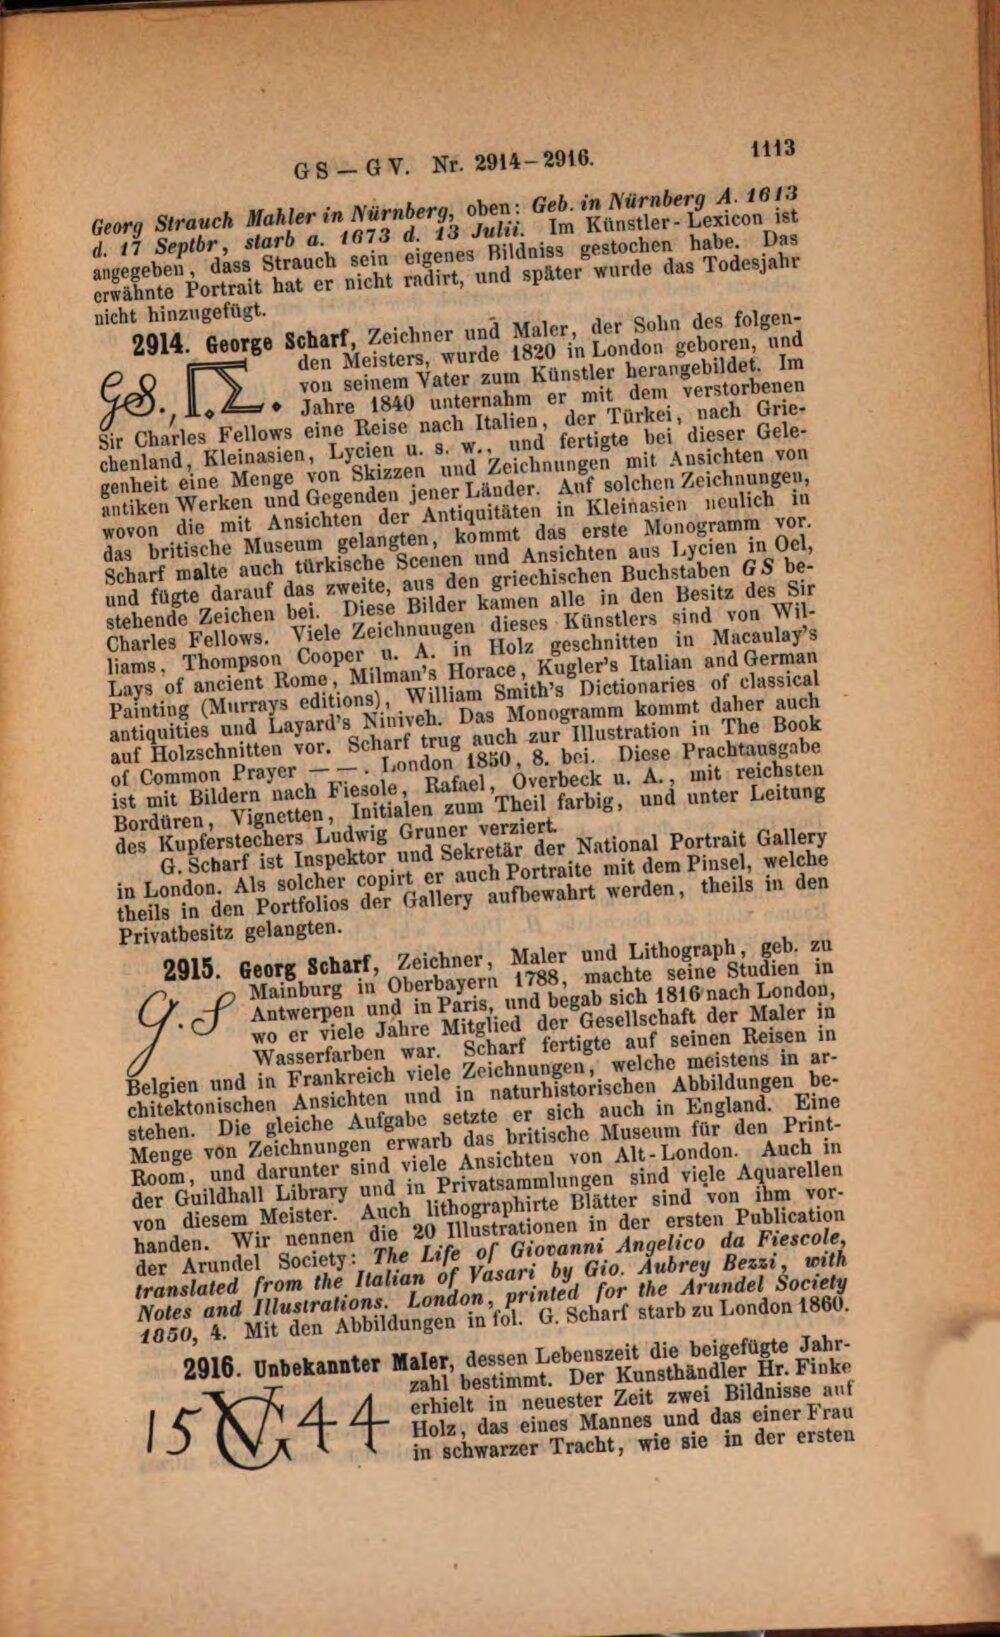 GS — GV. Nr. 2914–2916. 1113
Georg Strauch Mahler in Nürnberg, oben: Geb. in Nürnberg A. 1613
d. 17 Septbr, starb a. 1673 d. 13 Julii. Im Künstler-Lexicon ist
angegeben, dass Strauch sein eigenes Bildniss gestochen habe. Das
erwähnte Portrait hat er nicht radirt, und später wurde das Todesjahr
nicht hinzugefügt.
2914. George Scharf, Zeichner und Maler, der Sohn des folgen-
den Meisters, wurde 1820 in London geboren, und
von seinem Vater zum Künstler herangebildet. Im
GS., Γ.Σ. Jahre 1840 unternahm er mit dem verstorbenen
Sir Charles Fellows eine Reise nach Italien, der Türkei, nach Grie-
chenland, Kleinasien, Lycien u. s. w., und fertigte bei dieser Gele-
genheit eine Menge von Skizzen und Zeichnungen mit Ansichten von
antiken Werken und Gegenden jener Länder. Auf solchen Zeichnungen,
wovon die mit Ansichten der Antiquitäten in Kleinasien neulich in
das britische Museum gelangten, kommt das erste Monogramm vor.
Scharf malte auch türkische Scenen und Ansichten aus Lycien in Oel,
und fügte darauf das zweite, aus den griechischen Buchstaben GS be-
stehende Zeichen bei. Diese Bilder kamen alle in den Besitz des Sir
Charles Fellows. Viele Zeichnuugen dieses Künstlers sind von Wil-
liams, Thompson Cooper u. A. in Holz geschnitten in Macaulay's
Lays of ancient Rome, Milman's Horace, Kugler's Italian and German
Painting (Murrays editions), William Smith's Dictionaries of classical
antiquities und Layard's Niniveh. Das Monogramm kommt daher auch
auf Holzschnitten vor. Scharf trug auch zur Illustration in The Book
of Common Prayer — —. London 1850, 8. bei. Diese Prachtausgabe
ist mit Bildern nach Fiesole, Rafael, Overbeck u. A., mit reichsten
Bordüren, Vignetten, Initialen zum Theil farbig, und unter Leitung
des Kupferstechers Ludwig Gruner verziert.
G. Scharf ist Inspektor und Sekretär der National Portrait Gallery
in London. Als solcher copirt er auch Portraite mit dem Pinsel, welche
theils in den Portfolios der Gallery aufbewahrt werden, theils in den
Privatbesitz gelangten.
2915. Georg Scharf, Zeichner, Maler und Lithograph, geb. zu
Mainburg in Oberbayern 1788, machte seine Studien in
G.S Antwerpen und in Paris, und begab sich 1816 nach London,
wo er viele Jahre Mitglied der Gesellschaft der Maler in
Wasserfarben war. Scharf fertigte auf seinen Reisen in
Belgien und in Frankreich viele Zeichnungen, welche meistens in ar-
chitektonischen Ansichten und in naturhistorischen Abbildungen be-
stehen. Die gleiche Aufgabe setzte er sich auch in England. Eine
Menge von Zeichnungen erwarb das britische Museum für den Print-
Room, und darunter sind viele Ansichten von Alt-London. Auch in
der Guildhall Library und in Privatsammlungen sind viele Aquarellen
von diesem Meister. Auch lithographirte Blätter sind von ihm vor-
handen. Wir nennen die 20 Illustrationen in der ersten Publication
der Arundel Society: The Life of Giovanni Angelico da Fiescole,
translated from the Italian of Vasari by Gio. Aubrey Bezzi, with
Notes and Illustrations. London, printed for the Arundel Society
1850, 4. Mit den Abbildungen in fol. G. Scharf starb zu London 1860.
2916. Unbekannter Maler, dessen Lebenszeit die beigefügte Jahr-
zahl bestimmt. Der Kunsthändler Hr. Finke
erhielt in neuester Zeit zwei Bildnisse auf
15 GV 44 Holz, das eines Mannes und das einer Frau
in schwarzer Tracht, wie sie in der ersten